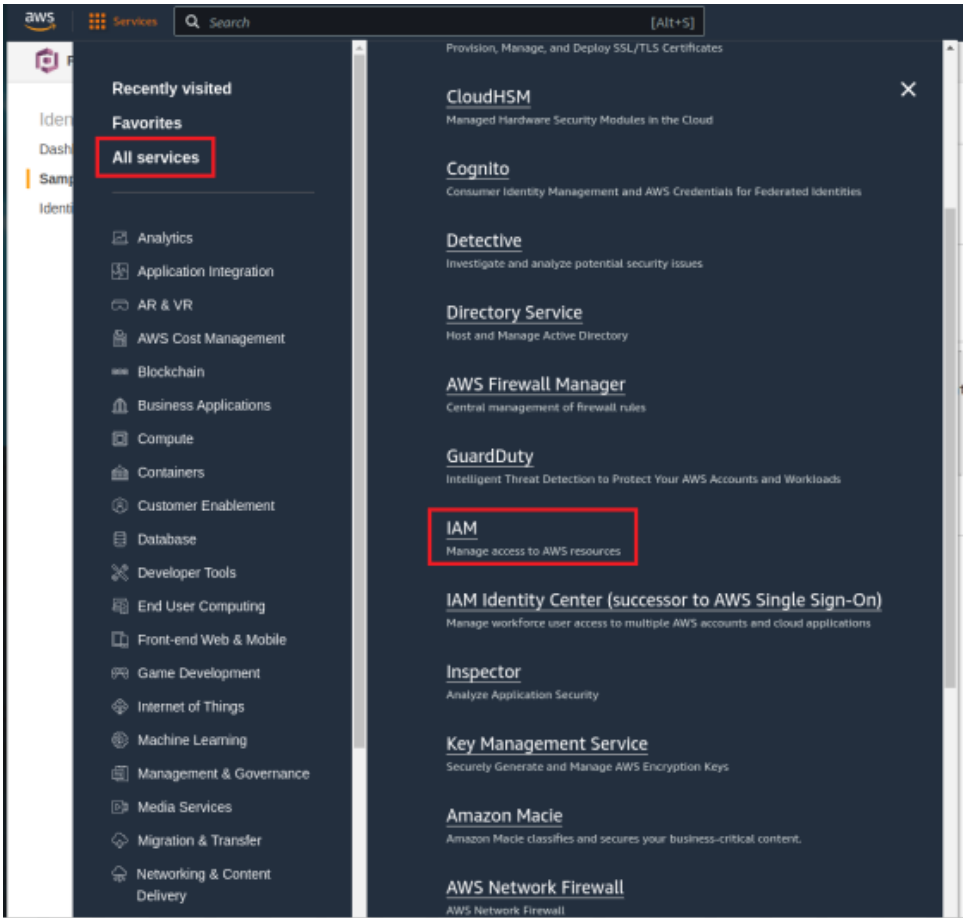 aws
Services
Search
[Alt+S]
Iden
Dash
Samp
Identi
Recently visited
Favorites
All services
Analytics
Application Integration
AR & VR
AWS Cost Management
Blockchain
Business Applications
Compute
Containers
Customer Enablement
Database
Developer Tools
End User Computing
Front-end Web & Mobile
Game Development
Internet of Things
Machine Learning
Management & Governance
Media Services
Migration & Transfer
Networking & Content
Delivery
Provision, Manage, and Deploy SSL/TLS Certificates
CloudHSM
Managed Hardware Security Modules in the Cloud
Cognito
Consumer Identity Management and AWS Credentials for Federated Identities
Detective
Investigate and analyze potential security issues
Directory Service
Host and Manage Active Directory
AWS Firewall Manager
Central management of firewall rules
GuardDuty
Intelligent Threat Detection to Protect Your AWS Accounts and Workloads
IAM
Manage access to AWS resources
IAM Identity Center (successor to AWS Single Sign-On)
Manage workforce user access to multiple AWS accounts and cloud applications
Inspector
Analyze Application Security
Key Management Service
Securely Generate and Manage AWS Encryption Keys
Amazon Macie
Amazon Macie classifies and secures your business-critical content.
AWS Network Firewall
AWS Network Firewall